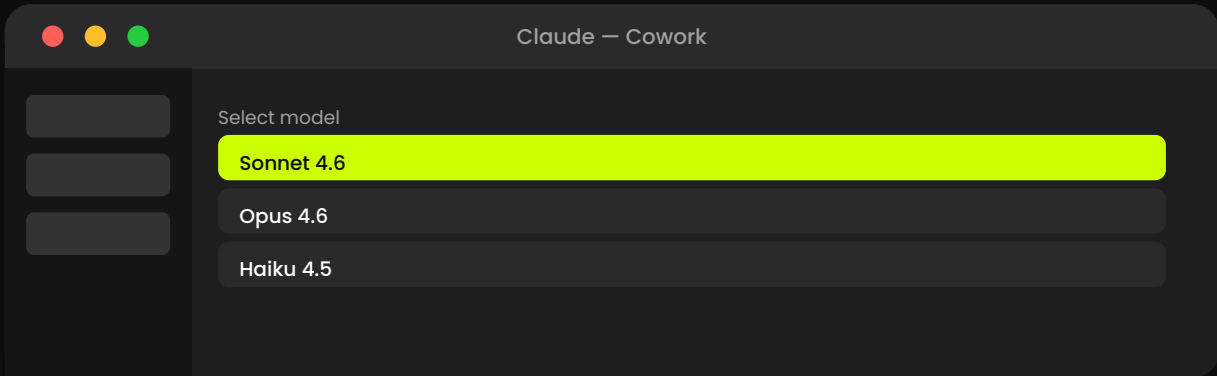 Claude — Cowork
Select model
Sonnet 4.6
Opus 4.6
Haiku 4.5